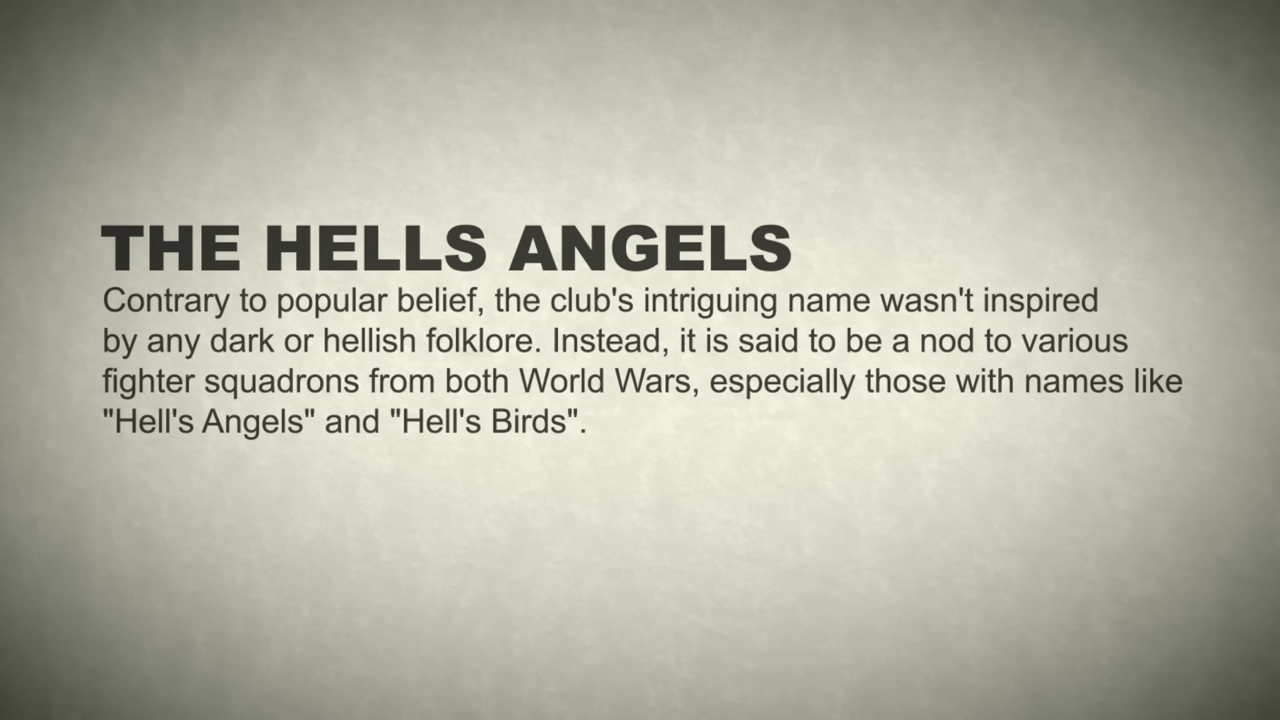 THE HELLS ANGELS
Contrary to popular belief, the club's intriguing name wasn't inspired
by any dark or hellish folklore. Instead, it is said to be a nod to various
fighter squadrons from both World Wars, especially those with names like
"Hell's Angels" and "Hell's Birds".